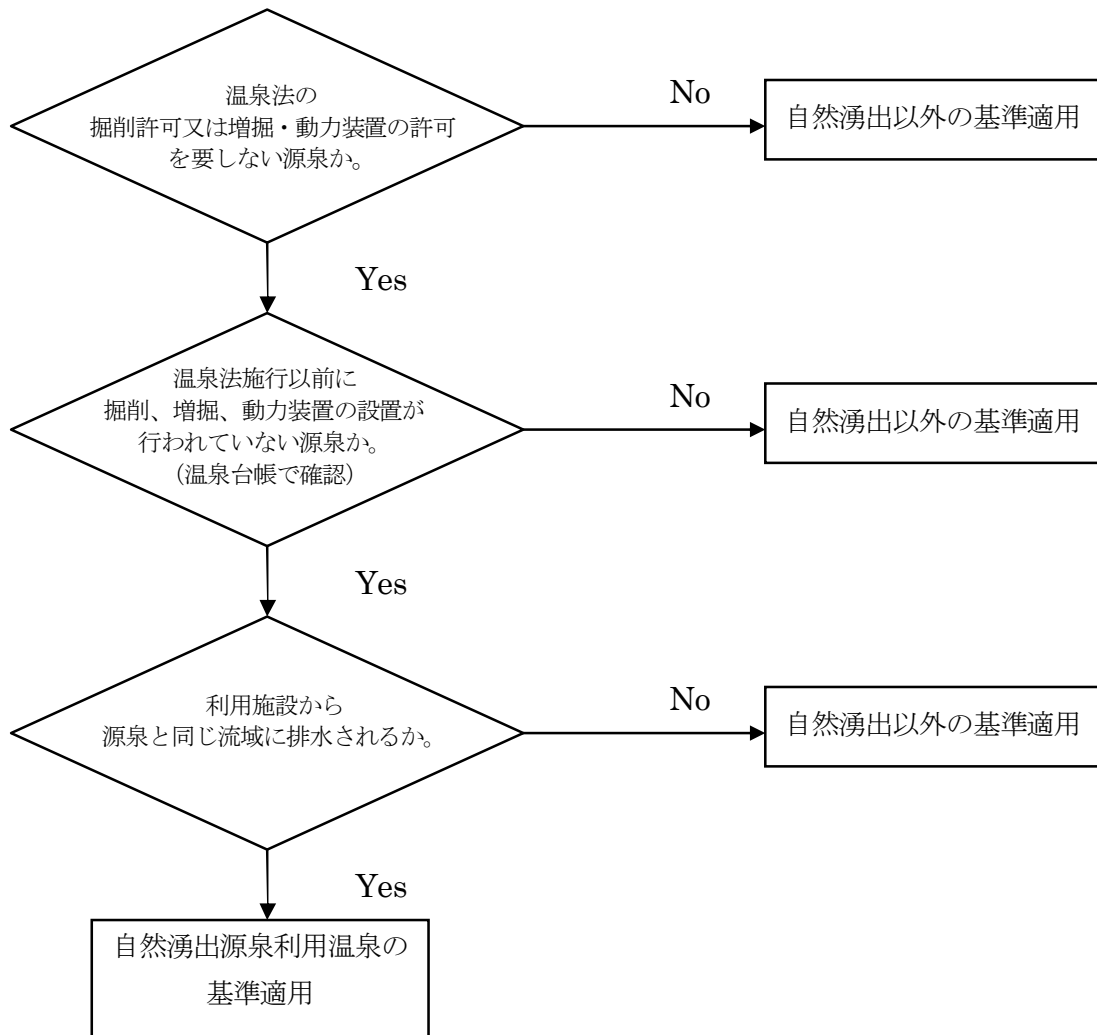 温泉法の
掘削許可又は増掘・動力装置の許可
を要しない源泉か。
No
自然湧出以外の基準適用
Yes
温泉法施行以前に
掘削、増掘、動力装置の設置が
行われていない源泉か。
(温泉台帳で確認)
No
自然湧出以外の基準適用
Yes
利用施設から
源泉と同じ流域に排水されるか。
No
自然湧出以外の基準適用
Yes
自然湧出源泉利用温泉の
基準適用